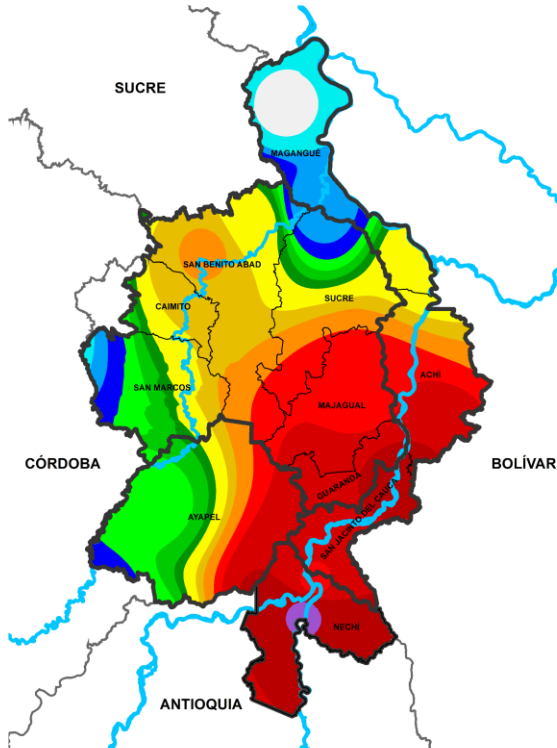 SUCRE
MAGANGUÉ
SAN BENITO ABAD
SUCRE
CAIMITO
ACHÍ
SAN MARCOS
MAJAGUAL
CÓRDOBA
BOLÍVAR
GUARANDA
AYAPEL
SAN JACINTO DEL CAUCA
NECHÍ
ANTIOQUIA